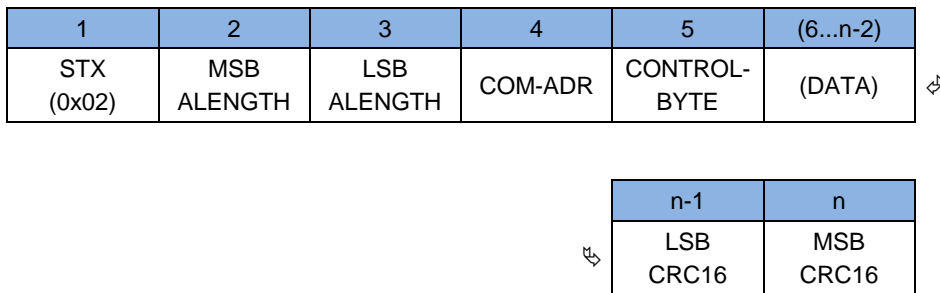 1 2 3 4 5 (6...n-2)
STX MSB LSB COM-ADR CONTROL- (DATA)
(0x02) ALENGTH ALENGTH BYTE
n-1 n
LSB MSB
CRC16 CRC16